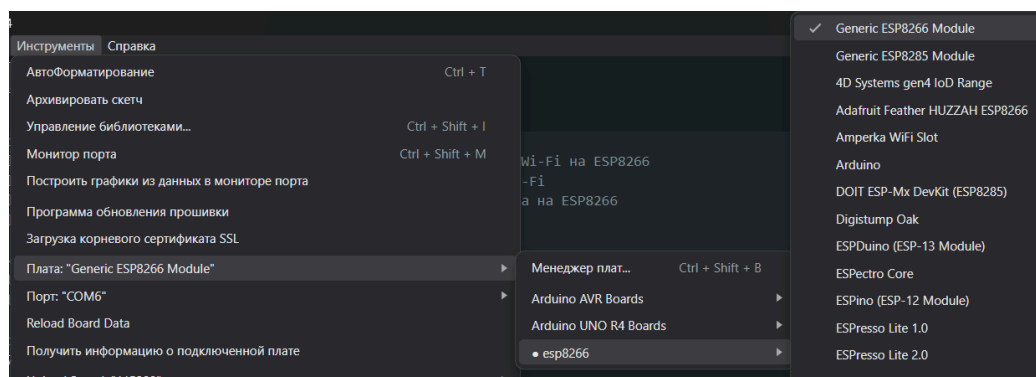 Инструменты Справка
АвтоФорматирование Ctrl + T
Архивировать скетч
Управление библиотеками... Ctrl + Shift + I
Монитор порта Ctrl + Shift + M
Построить графики из данных в мониторе порта
Программа обновления прошивки
Загрузка корневого сертификата SSL
Плата: "Generic ESP8266 Module"
Порт: "COM6"
Reload Board Data
Получить информацию о подключенной плате
Wi-Fi на ESP8266
-Fi
а на ESP8266
Менеджер плат... Ctrl + Shift + B
Arduino AVR Boards
Arduino UNO R4 Boards
• esp8266
✓ Generic ESP8266 Module
Generic ESP8285 Module
4D Systems gen4 IoD Range
Adafruit Feather HUZZAH ESP8266
Amperka WiFi Slot
Arduino
DOIT ESP-Mx DevKit (ESP8285)
Digistump Oak
ESPDuino (ESP-13 Module)
ESPectro Core
ESPino (ESP-12 Module)
ESPresso Lite 1.0
ESPresso Lite 2.0